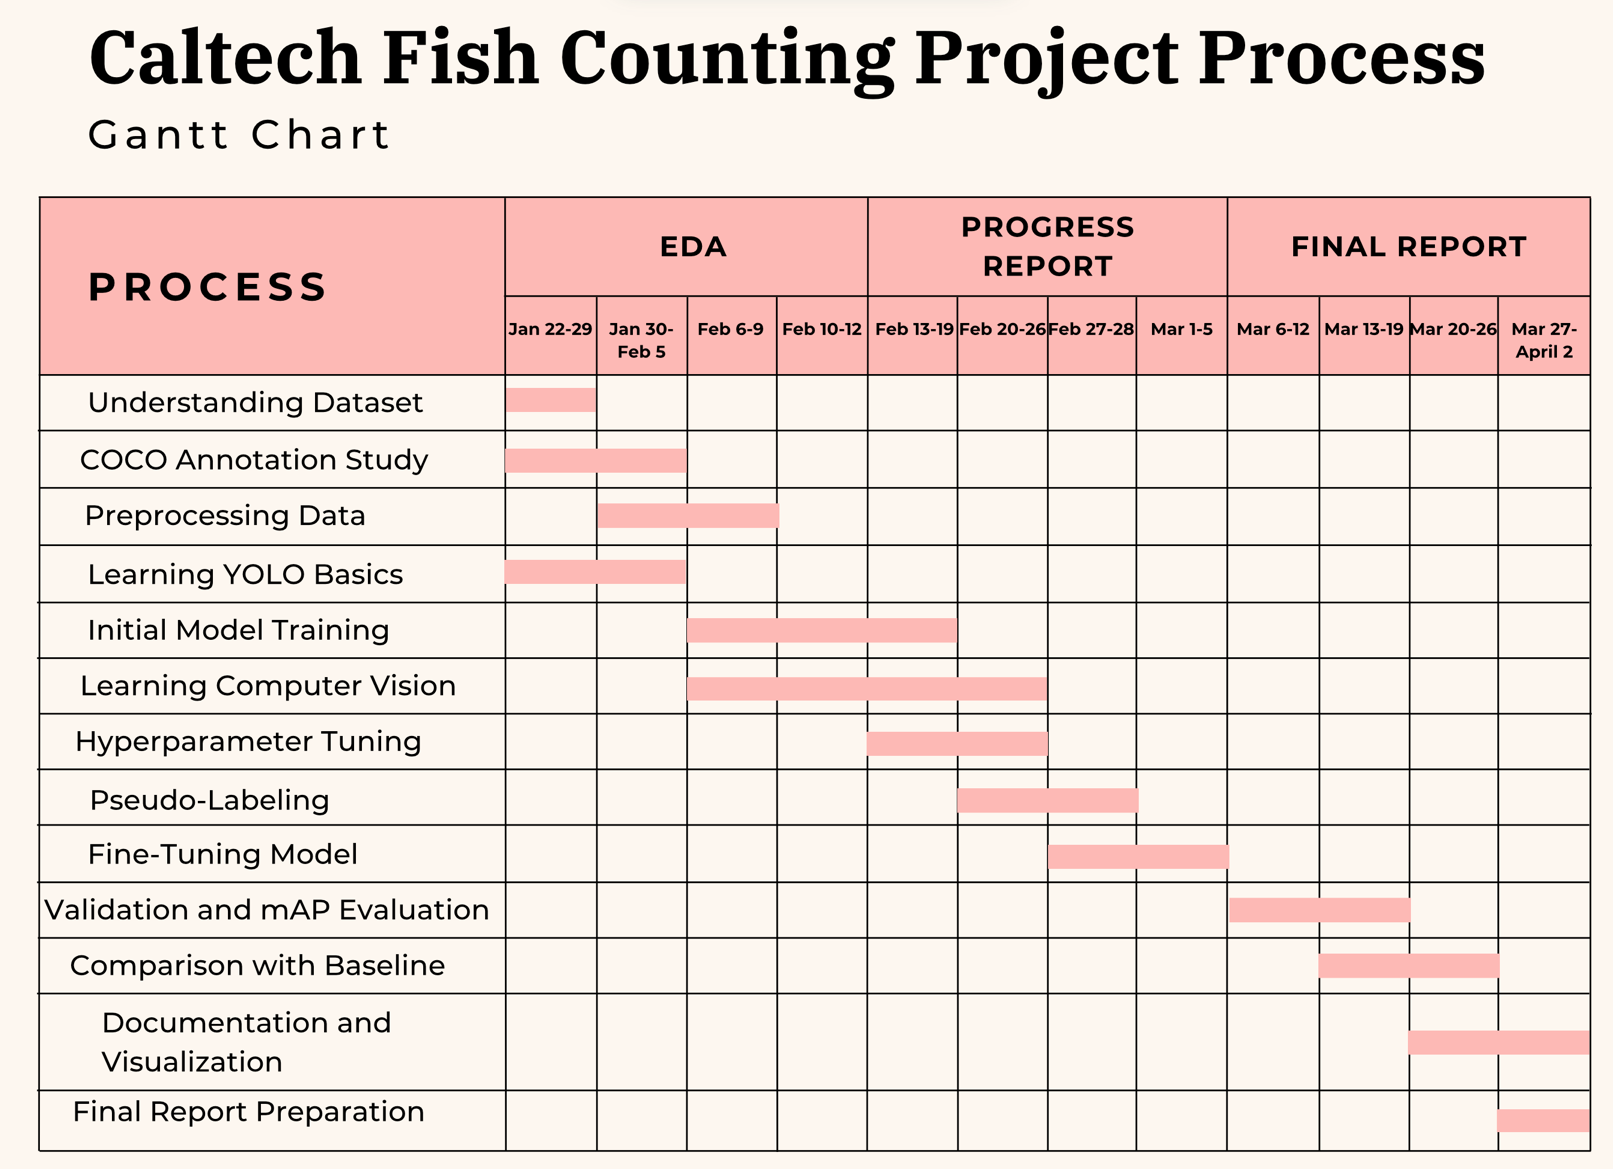 Caltech Fish Counting Project Process
Gantt Chart
PROCESS
EDA
PROGRESS
REPORT
FINAL REPORT
Jan 22-29
Jan 30-
Feb 5
Feb 6-9
Feb 10-12
Feb 13-19
Feb 20-26
Feb 27-28
Mar 1-5
Mar 6-12
Mar 13-19
Mar 20-26
Mar 27-
April 2
Understanding Dataset
COCO Annotation Study
Preprocessing Data
Learning YOLO Basics
Initial Model Training
Learning Computer Vision
Hyperparameter Tuning
Pseudo-Labeling
Fine-Tuning Model
Validation and mAP Evaluation
Comparison with Baseline
Documentation and
Visualization
Final Report Preparation